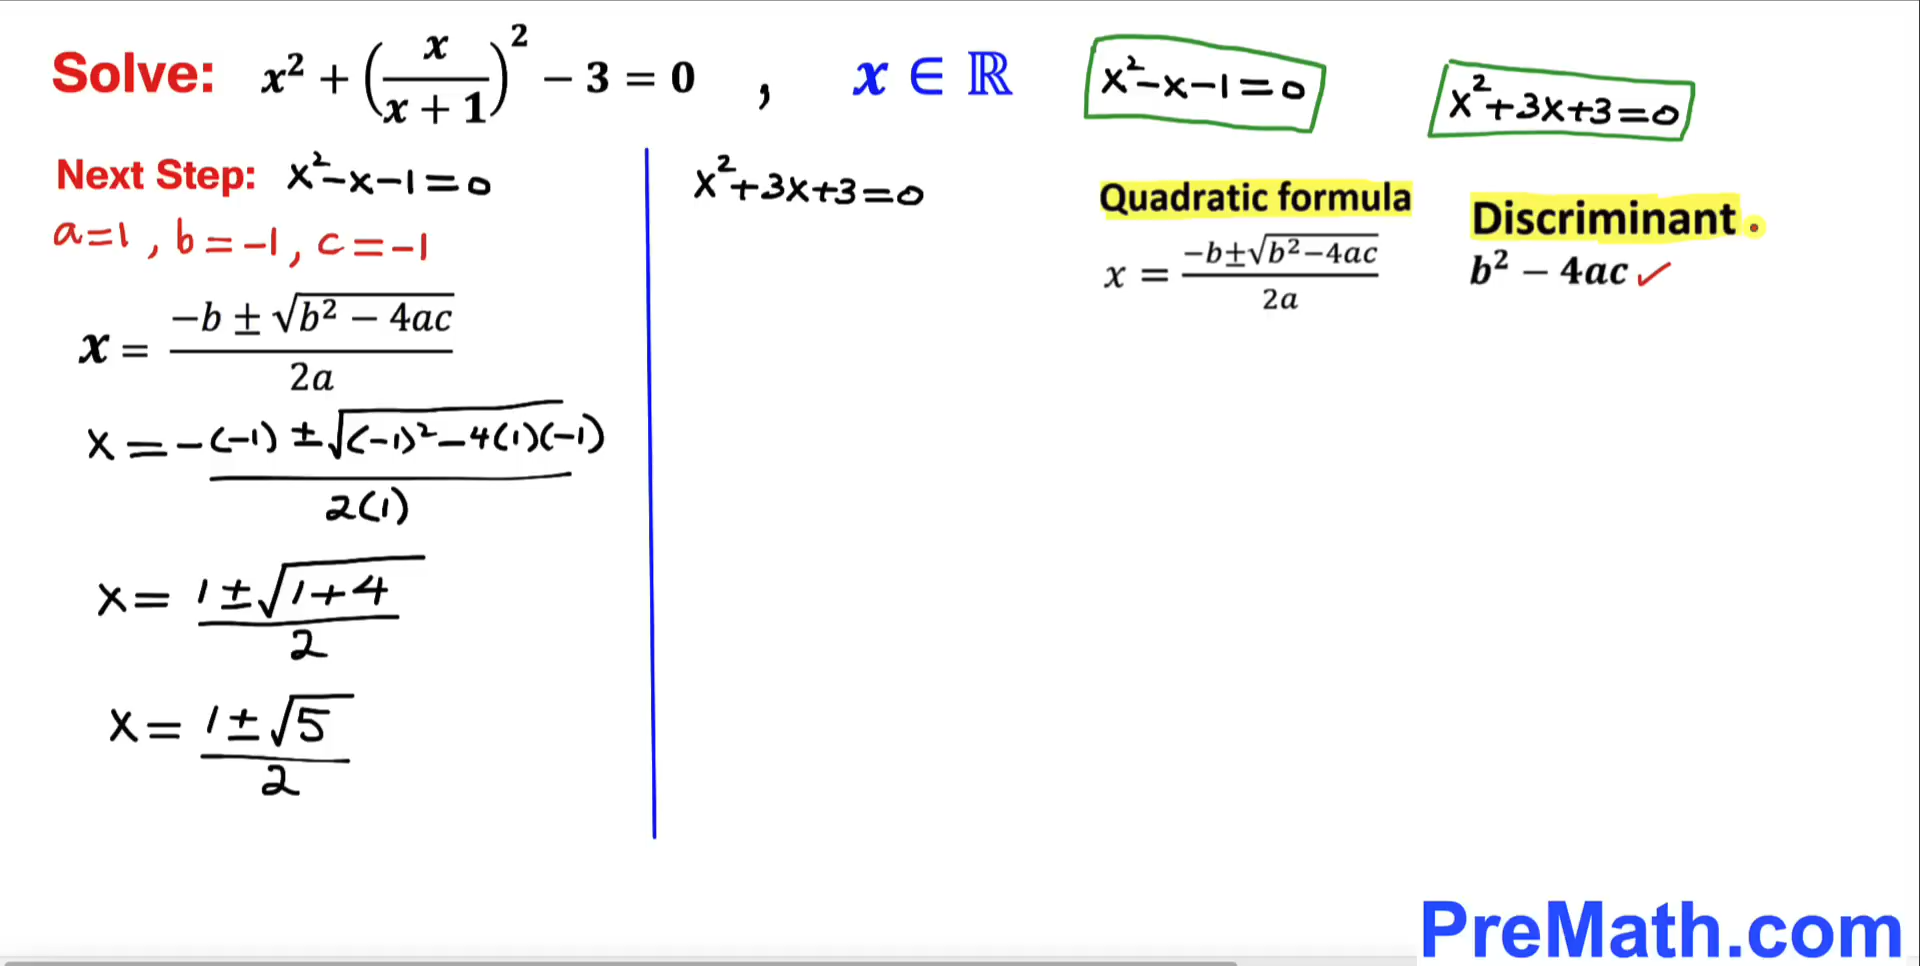 Solve: x² + (x/(x + 1))² − 3 = 0 , x ∈ ℝ
x²−x−1=0
x²+3x+3=0
Next Step: x²−x−1=0
a=1, b=−1, c=−1
x = (−b ± √(b² − 4ac))/(2a)
x = −(−1) ± √((−1)²−4(1)(−1)) / 2(1)
x = (1±√(1+4))/2
x = (1±√5)/2
x²+3x+3=0
Quadratic formula
x = (−b±√(b²−4ac))/(2a)
Discriminant.
b² − 4ac ✓
PreMath.com